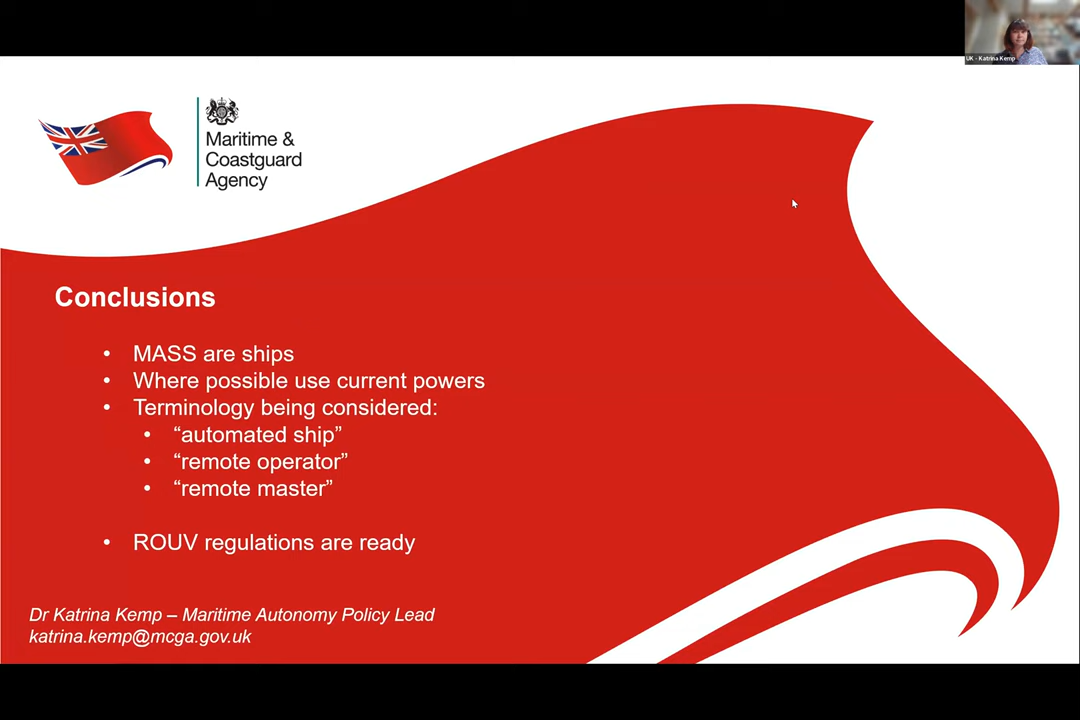 UK - Katrina Kemp
Maritime &
Coastguard
Agency
Conclusions
• MASS are ships
• Where possible use current powers
• Terminology being considered:
• “automated ship”
• “remote operator”
• “remote master”
• ROUV regulations are ready
Dr Katrina Kemp – Maritime Autonomy Policy Lead
katrina.kemp@mcga.gov.uk